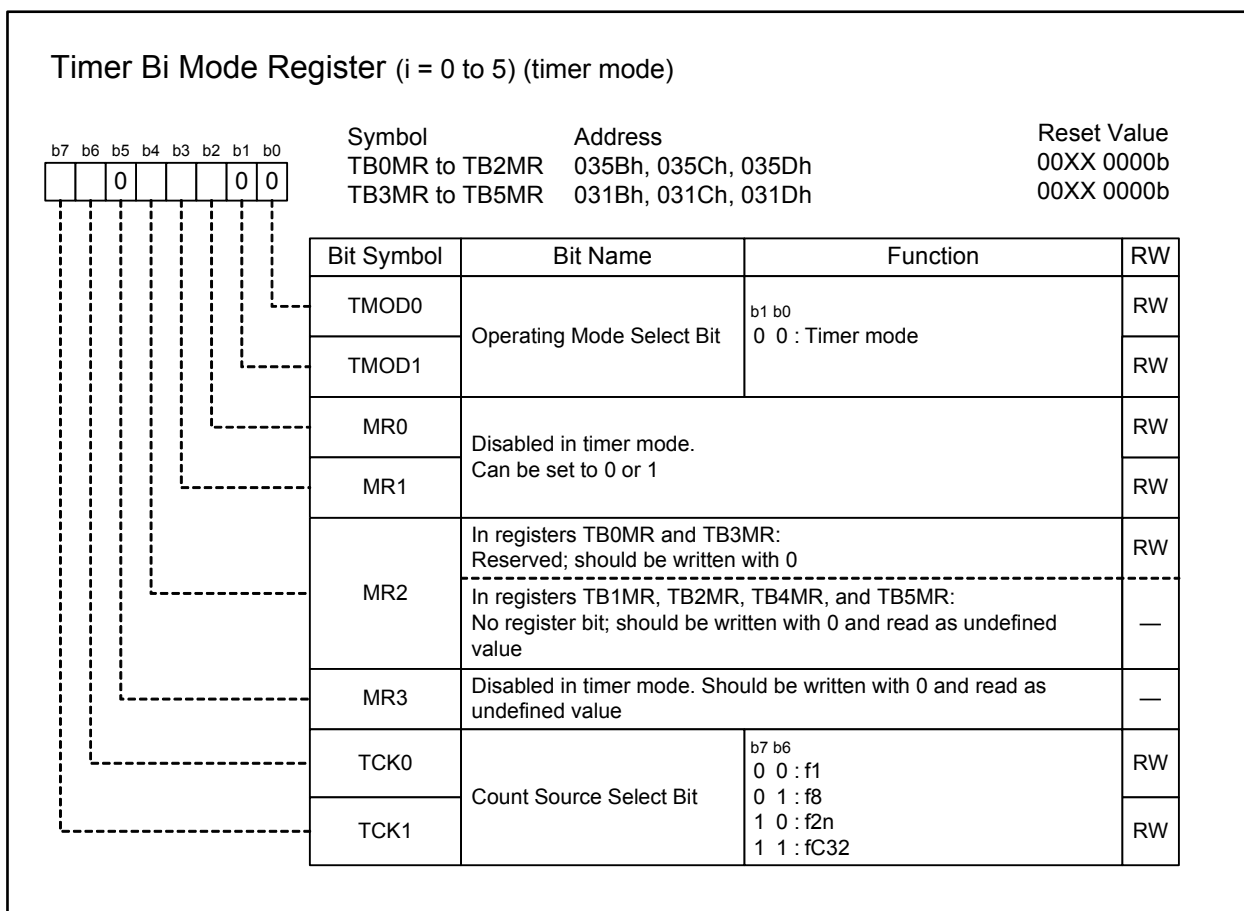 Timer Bi Mode Register (i = 0 to 5) (timer mode)
b7 b6 b5 b4 b3 b2 b1 b0
0 0 0
Symbol Address Reset Value
TB0MR to TB2MR 035Bh, 035Ch, 035Dh 00XX 0000b
TB3MR to TB5MR 031Bh, 031Ch, 031Dh 00XX 0000b
Bit Symbol Bit Name Function RW
TMOD0 RW
Operating Mode Select Bit
b1 b0
0 0 : Timer mode
TMOD1 RW
MR0 RW
Disabled in timer mode.
Can be set to 0 or 1
MR1 RW
MR2
In registers TB0MR and TB3MR:
Reserved; should be written with 0
RW
In registers TB1MR, TB2MR, TB4MR, and TB5MR:
No register bit; should be written with 0 and read as undefined
value
—
MR3
Disabled in timer mode. Should be written with 0 and read as
undefined value
—
TCK0 RW
Count Source Select Bit
b7 b6
0 0 : f1
0 1 : f8
1 0 : f2n
1 1 : fC32
TCK1 RW